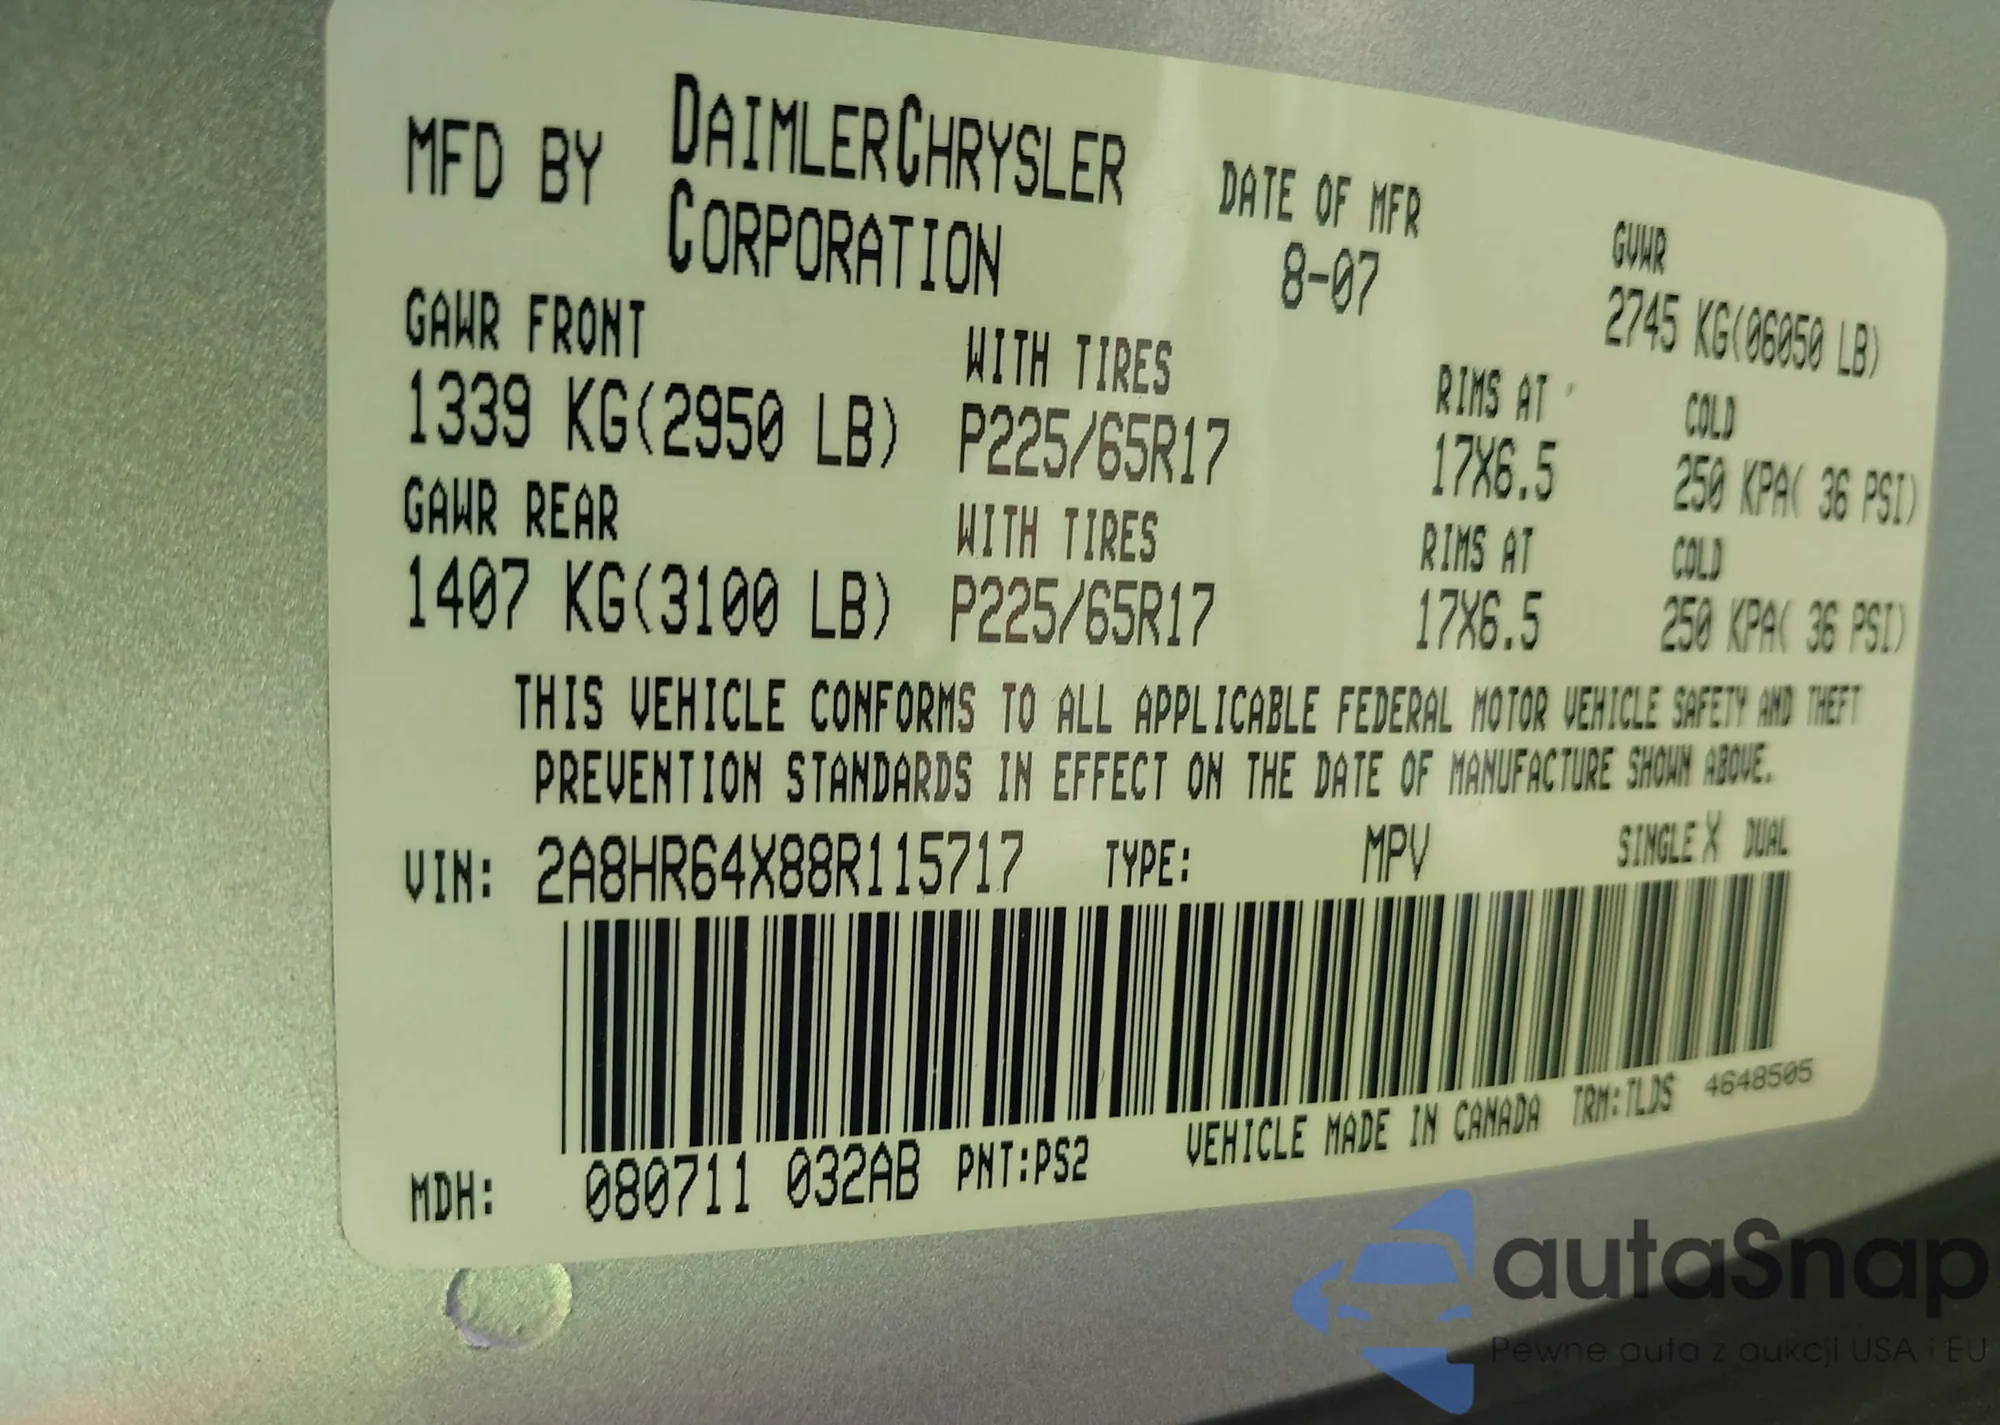 MFD BY DAIMLERCHRYSLER CORPORATION
DATE OF MFR
8-07
GVWR
2745 KG(06050 LB)
GAWR FRONT
1339 KG(2950 LB)
WITH TIRES
P225/65R17
RIMS AT
17X6.5
COLD
250 KPA( 36 PSI)
GAWR REAR
1407 KG(3100 LB)
WITH TIRES
P225/65R17
RIMS AT
17X6.5
COLD
250 KPA( 36 PSI)
THIS VEHICLE CONFORMS TO ALL APPLICABLE FEDERAL MOTOR VEHICLE SAFETY AND THEFT
PREVENTION STANDARDS IN EFFECT ON THE DATE OF MANUFACTURE SHOWN ABOVE.
VIN: 2A8HR64X88R115717 TYPE: MPV SINGLE X DUAL
MDH: 080711 032AB PNT:PS2 VEHICLE MADE IN CANADA TRM:TLDS 4648505
autaSnap
Pewne auta z aukcji USA i EU